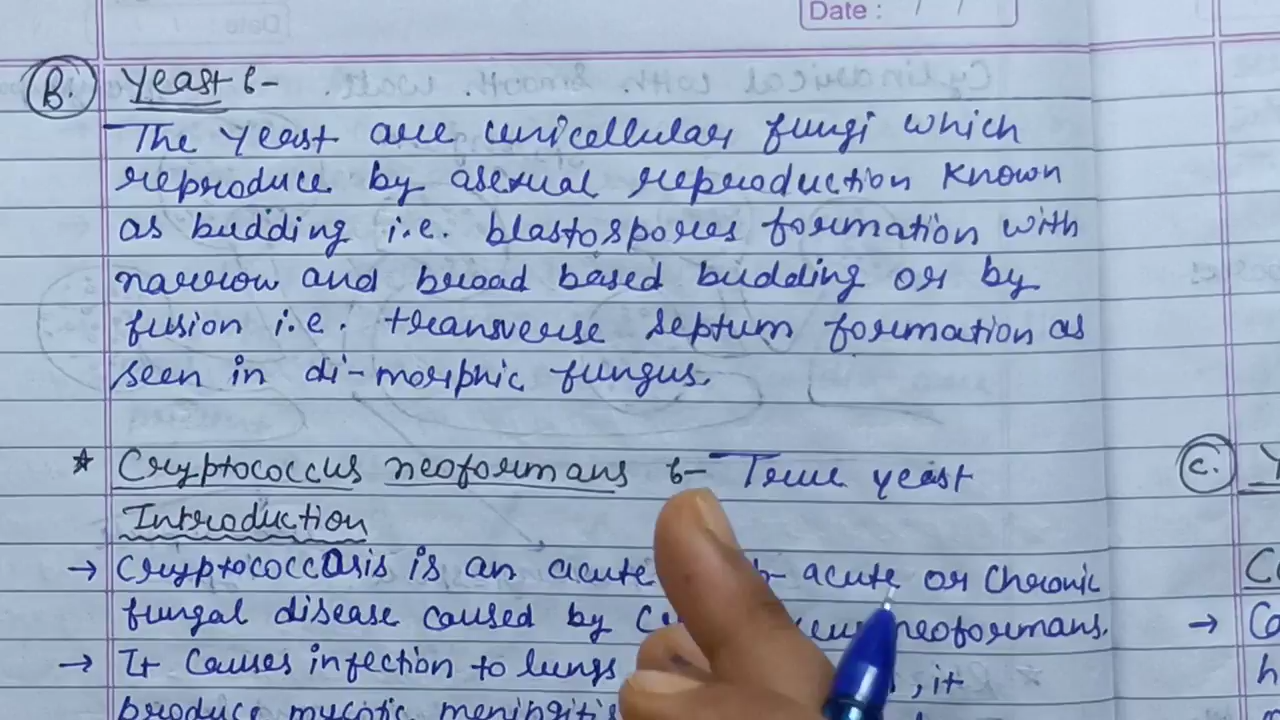 Date : / /
B. Yeast :-
The yeast are unicellular fungi which
reproduce by asexual reproduction known
as budding i.e. blastospores formation with
narrow and broad based budding or by
fusion i.e. transverse septum formation as
seen in di-morphic fungus.
* Cryptococcus neoformans :- True yeast
Introduction
→ Cryptococcosis is an acute acute or chronic
fungal disease caused by neoformans.
→ It causes infection to lungs , it
produce mycotic meningitis
C.